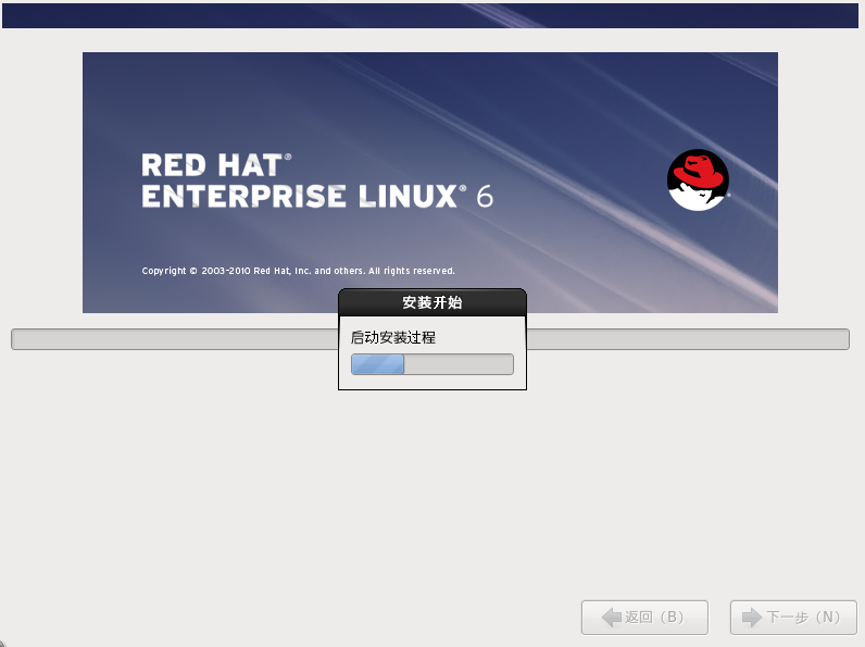 RED HAT®
ENTERPRISE LINUX® 6
Copyright © 2003-2010 Red Hat, Inc. and others. All rights reserved.
安装开始
启动安装过程
返回（B）
下一步（N）